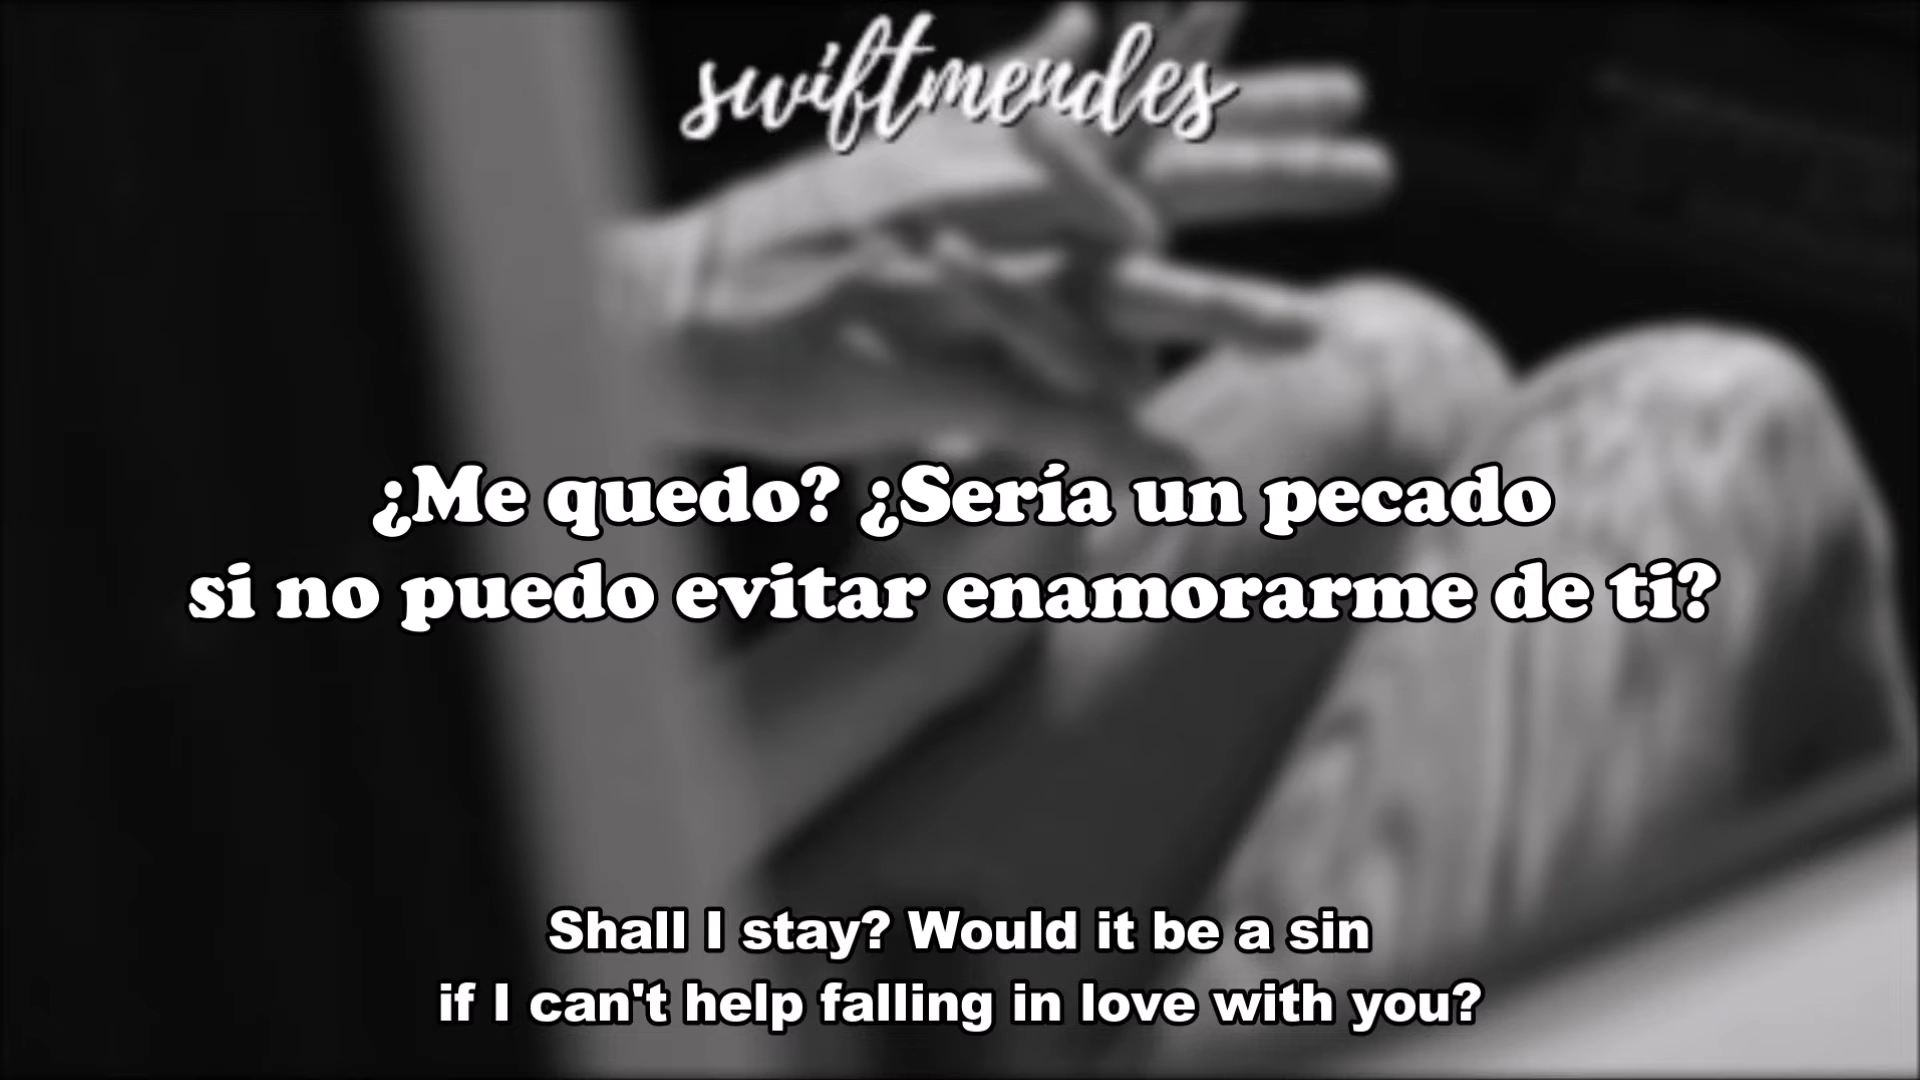 swiftmendes
¿Me quedo? ¿Sería un pecado
si no puedo evitar enamorarme de ti?
Shall I stay? Would it be a sin
if I can't help falling in love with you?